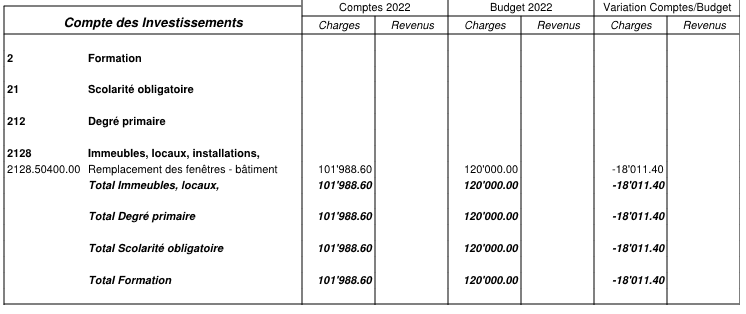 Comptes 2022 Budget 2022 Variation Comptes/Budget
Compte des Investissements
Charges Revenus Charges Revenus Charges Revenus
2 Formation
21 Scolarité obligatoire
212 Degré primaire
2128 Immeubles, locaux, installations,
2128.50400.00 Remplacement des fenêtres - bâtiment 101'988.60 120'000.00 -18'011.40
Total Immeubles, locaux, 101'988.60 120'000.00 -18'011.40
Total Degré primaire 101'988.60 120'000.00 -18'011.40
Total Scolarité obligatoire 101'988.60 120'000.00 -18'011.40
Total Formation 101'988.60 120'000.00 -18'011.40